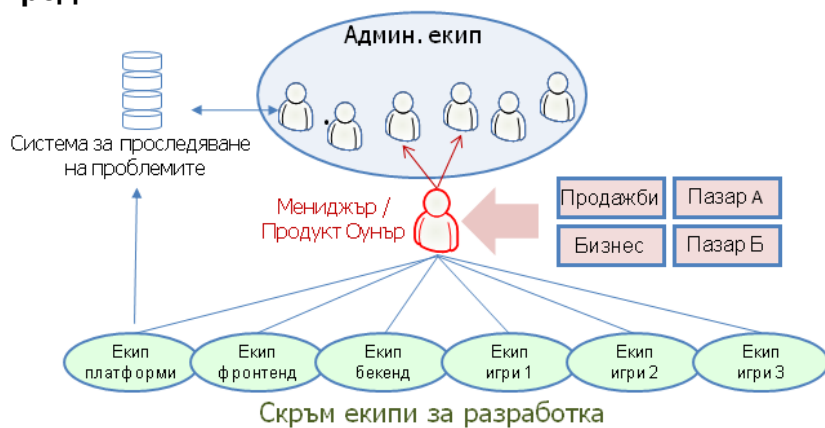 Админ. екип
Система за проследяване
на проблемите
Мениджър /
Продукт Оунър
Продажби
Пазар А
Бизнес
Пазар Б
Екип
платформи
Екип
фронтенд
Екип
бекенд
Екип
игри 1
Екип
игри 2
Екип
игри 3
Скръм екипи за разработка